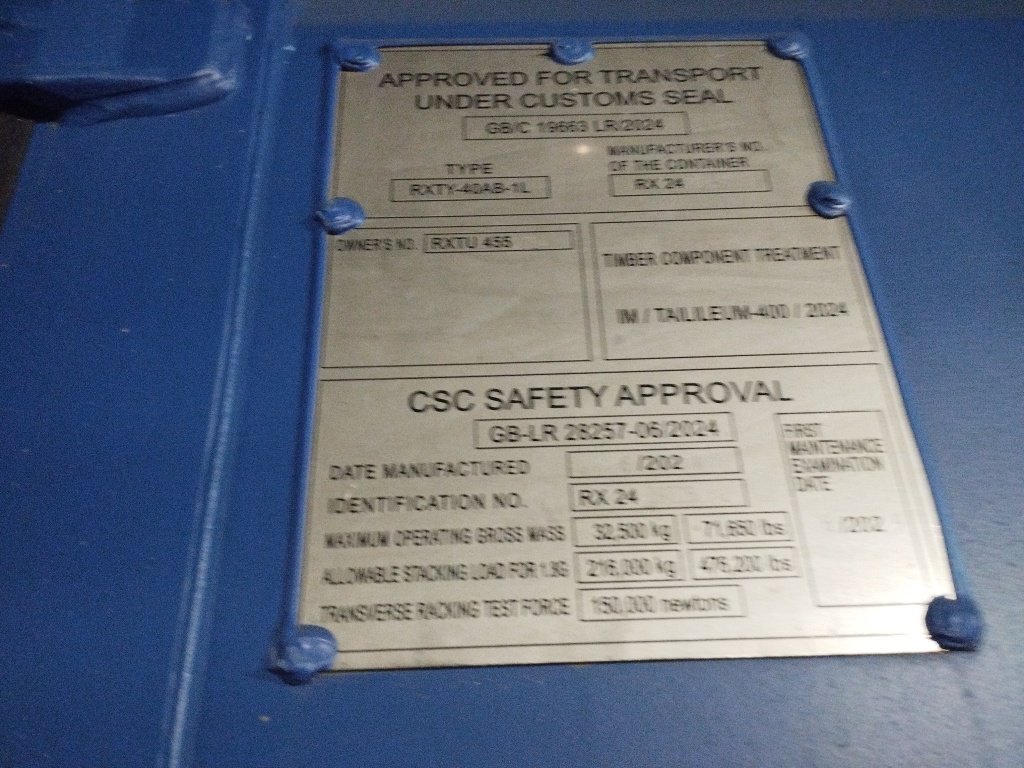 APPROVED FOR TRANSPORT
UNDER CUSTOMS SEAL
GB/C 19663 LR/2024
TYPE
RXTY-40AB-1L
MANUFACTURER'S NO.
OF THE CONTAINER
RX 24
OWNER'S NO. RXTU 455
TIMBER COMPONENT TREATMENT
IM / TAILILEUM-400 / 2024
CSC SAFETY APPROVAL
GB-LR 28257-06/2024
DATE MANUFACTURED /202
IDENTIFICATION NO. RX 24
MAXIMUM OPERATING GROSS MASS 32,500 kg 71,650 lbs
ALLOWABLE STACKING LOAD FOR 1.8G 216,000 kg 476,200 lbs
TRANSVERSE RACKING TEST FORCE 150,000 newtons
FIRST
MAINTENANCE
EXAMINATION
DATE
/202